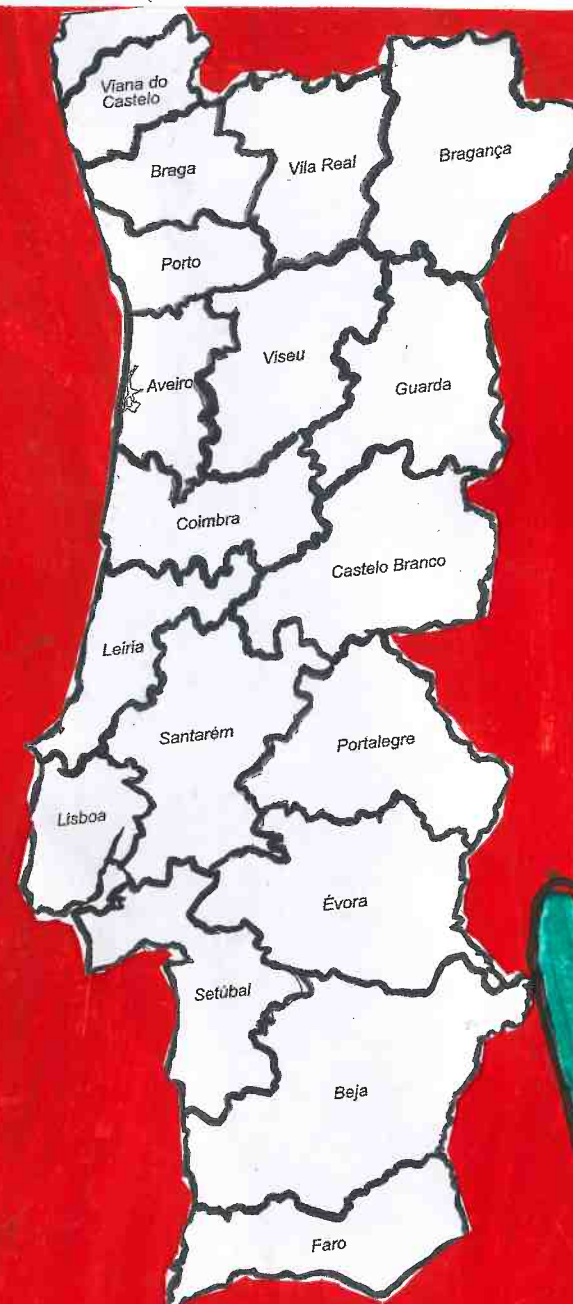 Viana do
Castelo
Braga
Vila Real
Bragança
Porto
Aveiro
Viseu
Guarda
Coimbra
Castelo Branco
Leiria
Santarém
Portalegre
Lisboa
Évora
Setúbal
Beja
Faro